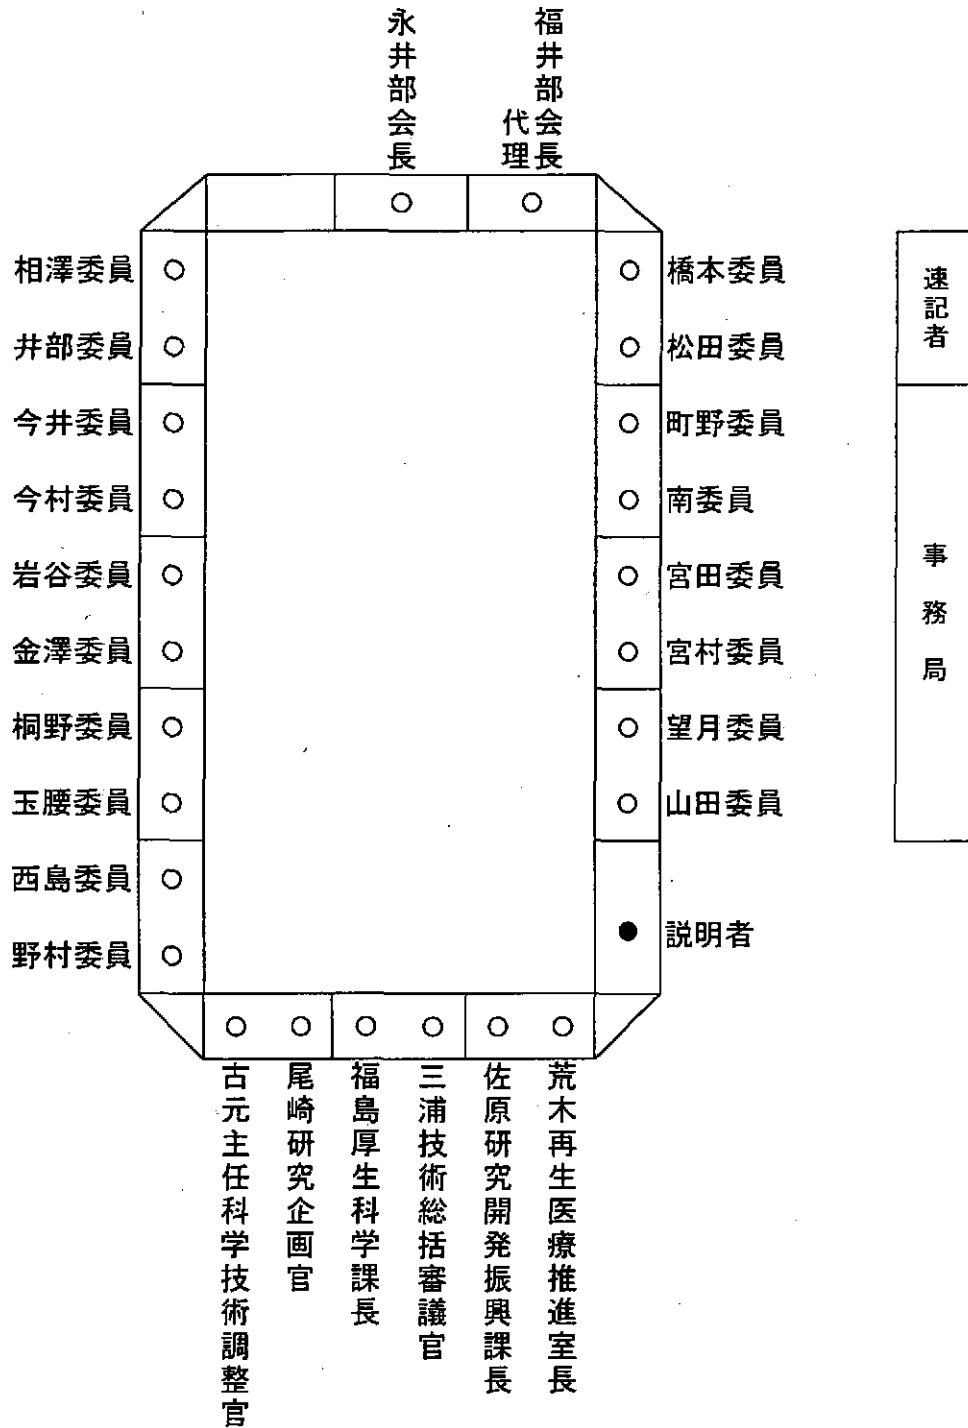 永井部会長
福井部会長
代理
相澤委員
井部委員
今井委員
今村委員
岩谷委員
金澤委員
桐野委員
玉腰委員
西島委員
野村委員
橋本委員
松田委員
町野委員
南委員
宮田委員
宮村委員
望月委員
山田委員
説明者
速記者
事務局
古元主任科学技術調整官
尾崎研究企画官
福島厚生科学課長
三浦技術総括審議官
佐原研究開発振興課長
荒木再生医療推進室長